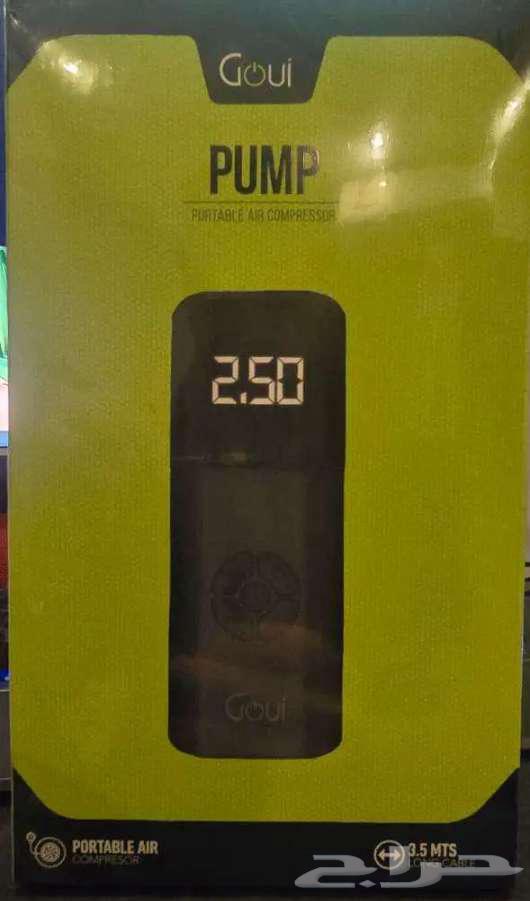 Goui
PUMP
PORTABLE AIR COMPRESSOR
2.50
Goui
PORTABLE AIR
COMPRESOR
3.5 MTS
LONG CABLE
حراج